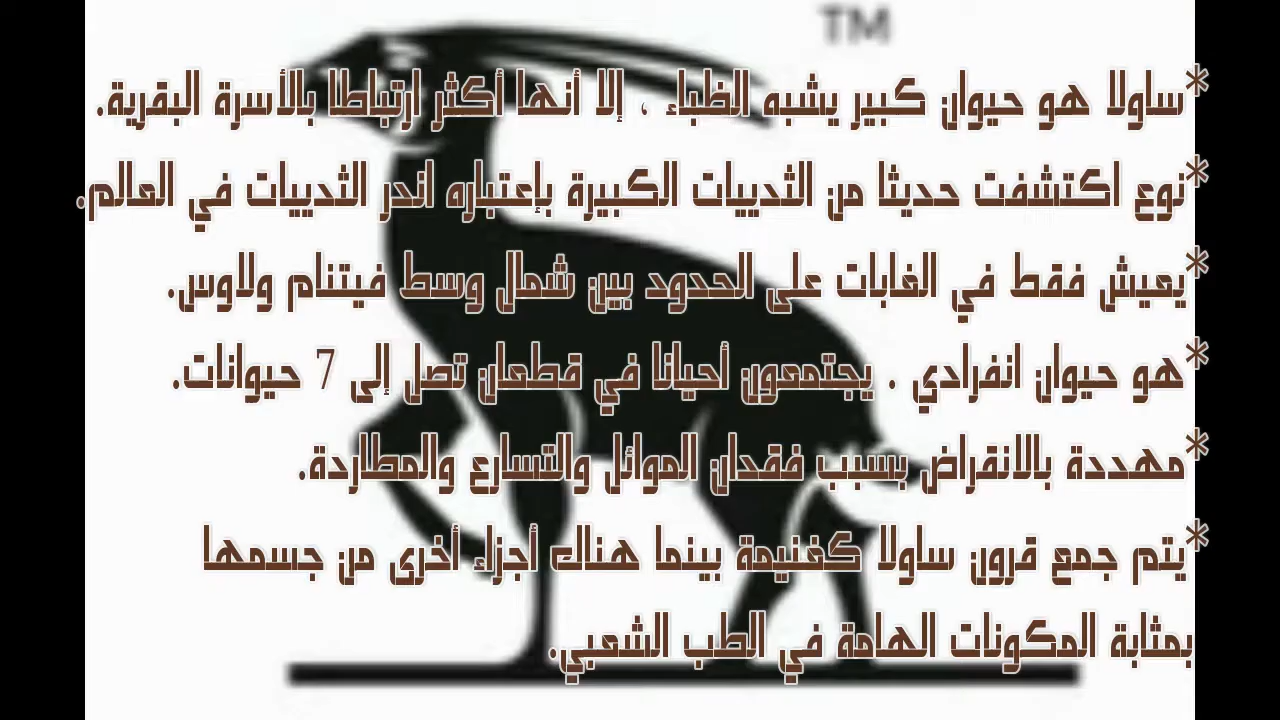 TM
*ساولا هو حيوان كبير يشبه الظباء ، إلا أنها أكثر ارتباطا بالأسرة البقرية.
*نوع اكتشفت حديثا من الثدييات الكبيرة بإعتباره اندر الثدييات في العالم.
*يعيش فقط في الغابات على الحدود بين شمال وسط فيتنام ولاوس.
*هو حيوان انفرادي . يجتمعون أحيانا في قطعان تصل إلى 7 حيوانات.
*مهددة بالانقراض بسبب فقدان الموائل والتسارع والمطاردة.
*يتم جمع قرون ساولا كغنيمة بينما هناك أجزاء أخرى من جسمها
بمثابة المكونات الهامة في الطب الشعبي.